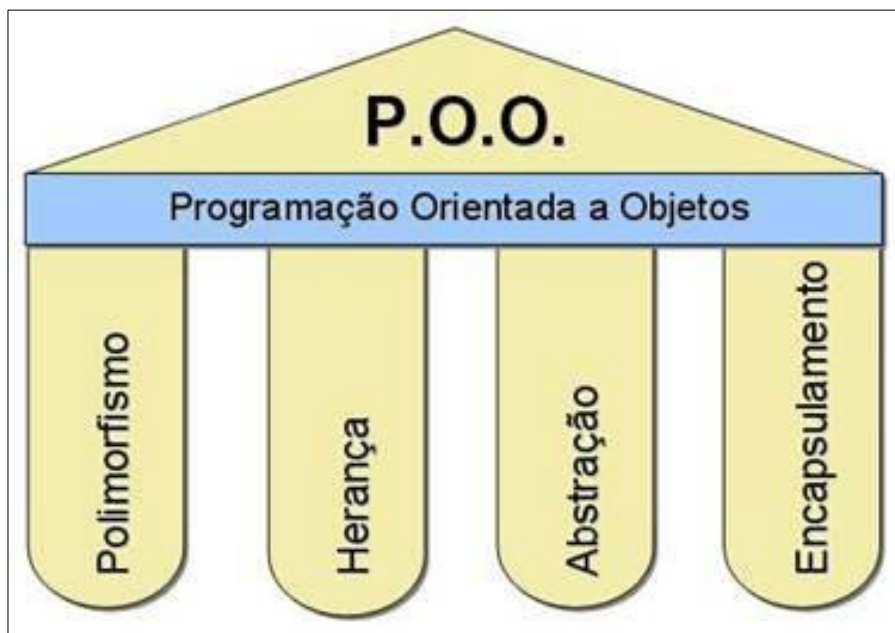 P.O.O.
Programação Orientada a Objetos
Polimorfismo
Herança
Abstração
Encapsulamento